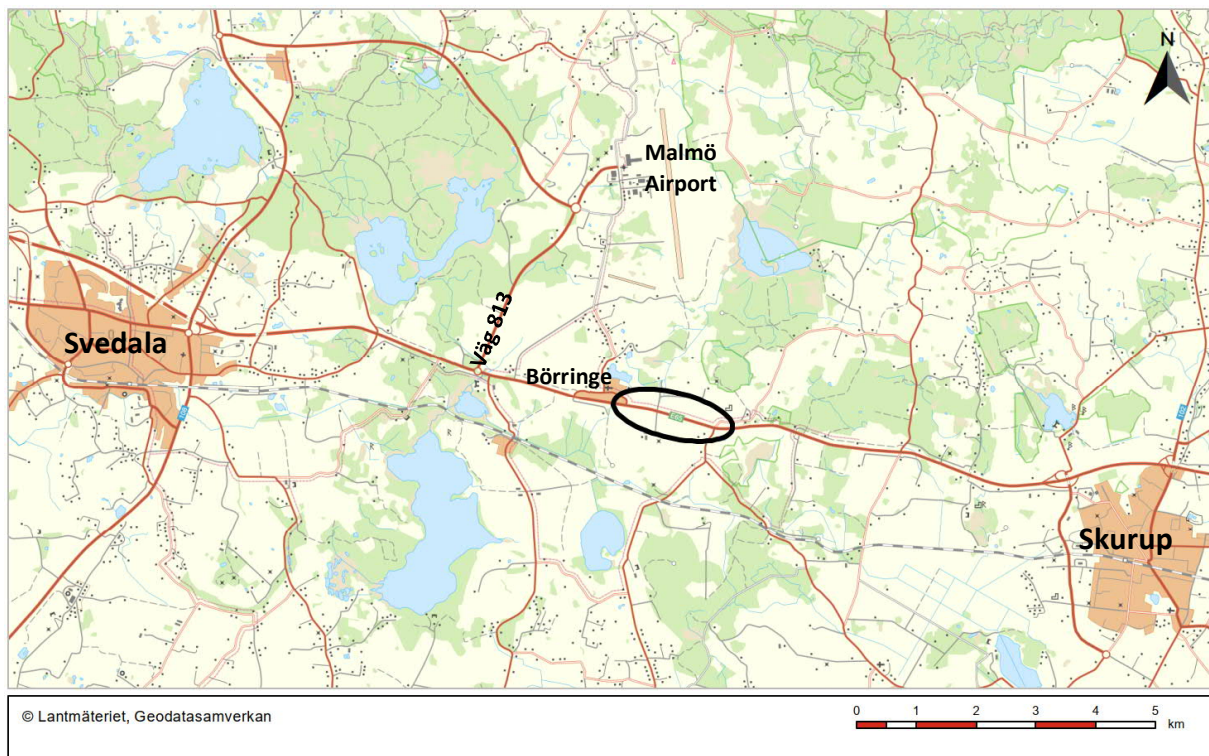 N
Malmö
Airport
Väg 813
Svedala
Börringe
Skurup
© Lantmäteriet, Geodatasamverkan
0 1 2 3 4 5
km